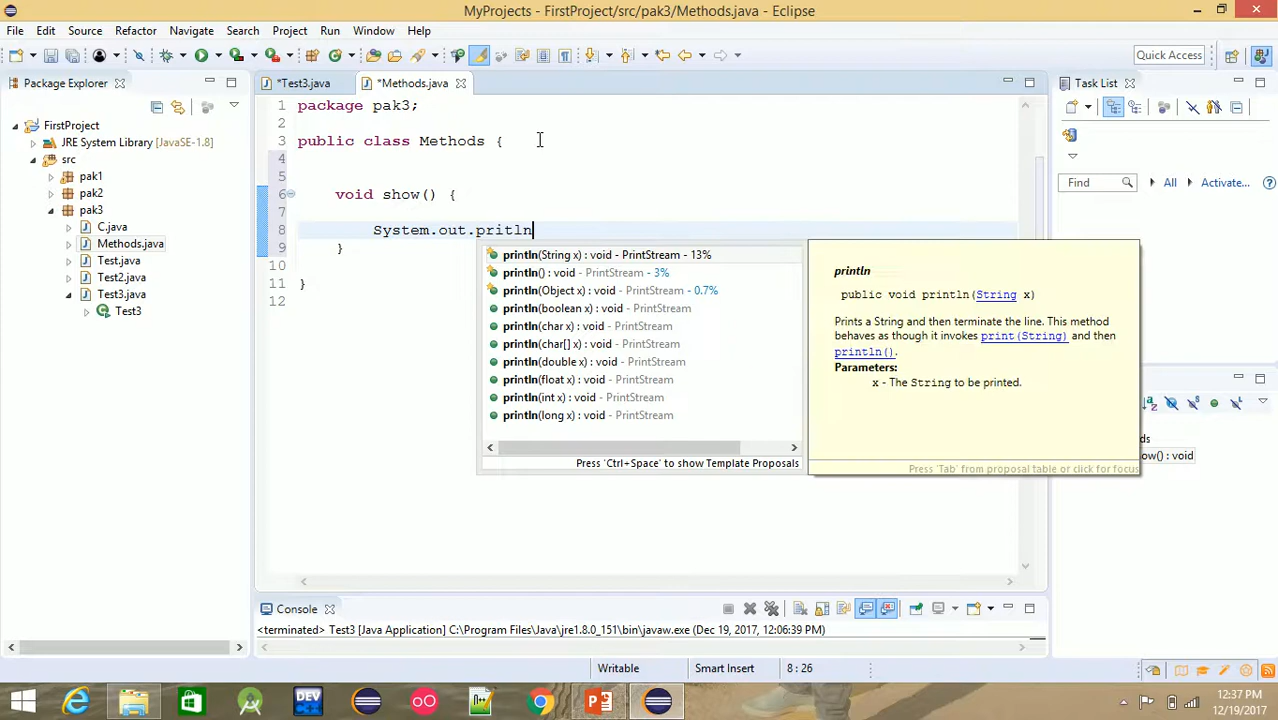 MyProjects - FirstProject/src/pak3/Methods.java - Eclipse
File Edit Source Refactor Navigate Search Project Run Window Help
Quick Access
Package Explorer
*Test3.java
*Methods.java
Task List
FirstProject
JRE System Library [JavaSE-1.8]
src
pak1
pak2
pak3
C.java
Methods.java
Test.java
Test2.java
Test3.java
Test3
1 package pak3;
2
3 public class Methods {
4
5
6 void show() {
7
8 System.out.pritln
9 }
10
11 }
12
println(String x) : void - PrintStream - 13%
println() : void - PrintStream - 3%
println(Object x) : void - PrintStream - 0.7%
println(boolean x) : void - PrintStream
println(char x) : void - PrintStream
println(char[] x) : void - PrintStream
println(double x) : void - PrintStream
println(float x) : void - PrintStream
println(int x) : void - PrintStream
println(long x) : void - PrintStream
Press 'Ctrl+Space' to show Template Proposals
println
public void println(String x)
Prints a String and then terminate the line. This method
behaves as though it invokes print(String) and then
println().
Parameters:
x - The String to be printed.
Press 'Tab' from proposal table or click for focus
Find All Activate...
ds
ow() : void
Console
<terminated> Test3 [Java Application] C:\Program Files\Java\jre1.8.0_151\bin\javaw.exe (Dec 19, 2017, 12:06:39 PM)
Writable Smart Insert 8 : 26
DEV
12:37 PM
12/19/2017